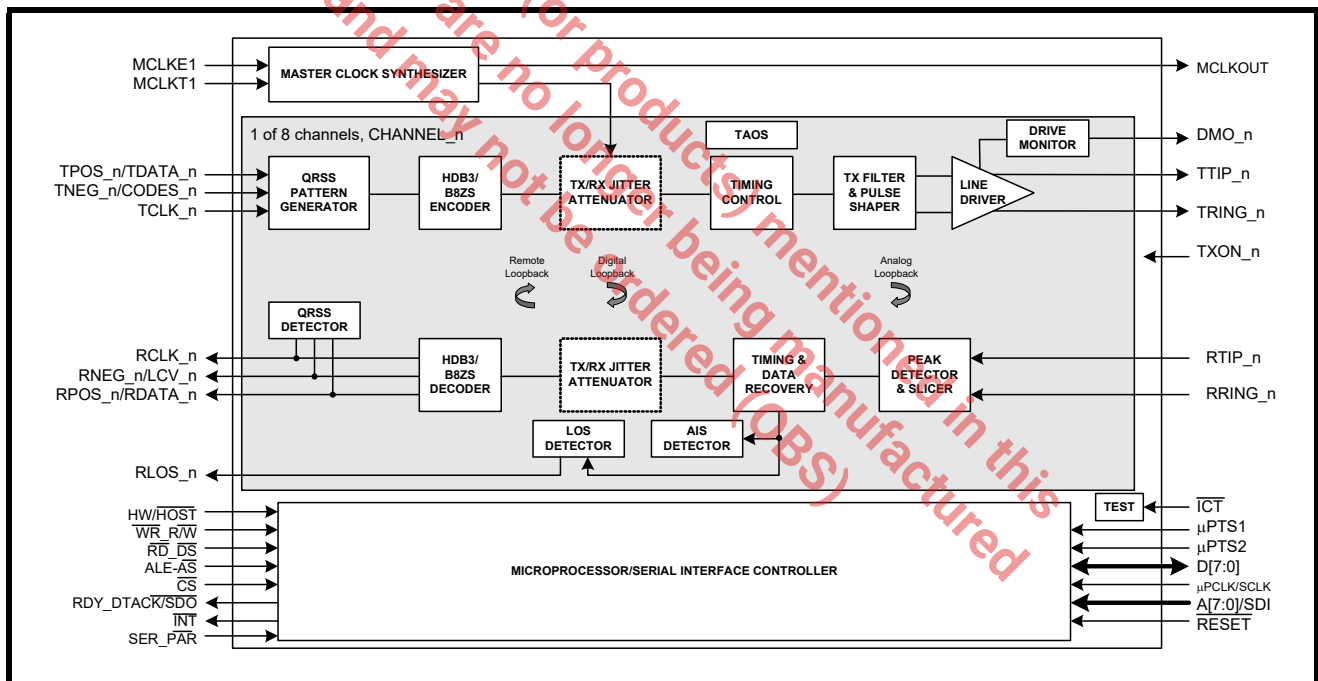 (or products) mentioned in this
are no longer being manufactured
and may not be ordered (OBS)
MCLKE1
MCLKT1
MASTER CLOCK SYNTHESIZER
MCLKOUT
1 of 8 channels, CHANNEL_n
TAOS
DRIVE
MONITOR
DMO_n
TPOS_n/TDATA_n
TNEG_n/CODES_n
TCLK_n
QRSS
PATTERN
GENERATOR
HDB3/
B8ZS
ENCODER
TX/RX JITTER
ATTENUATOR
TIMING
CONTROL
TX FILTER
& PULSE
SHAPER
LINE
DRIVER
TTIP_n
TRING_n
TXON_n
Remote
Loopback
Digital
Loopback
Analog
Loopback
QRSS
DETECTOR
RCLK_n
RNEG_n/LCV_n
RPOS_n/RDATA_n
HDB3/
B8ZS
DECODER
TX/RX JITTER
ATTENUATOR
TIMING &
DATA
RECOVERY
PEAK
DETECTOR
& SLICER
RTIP_n
RRING_n
LOS
DETECTOR
AIS
DETECTOR
RLOS_n
HW/HOST
WR_R/W
RD_DS
ALE-AS
CS
RDY_DTACK/SDO
INT
SER_PAR
MICROPROCESSOR/SERIAL INTERFACE CONTROLLER
TEST
ICT
µPTS1
µPTS2
D[7:0]
µPCLK/SCLK
A[7:0]/SDI
RESET